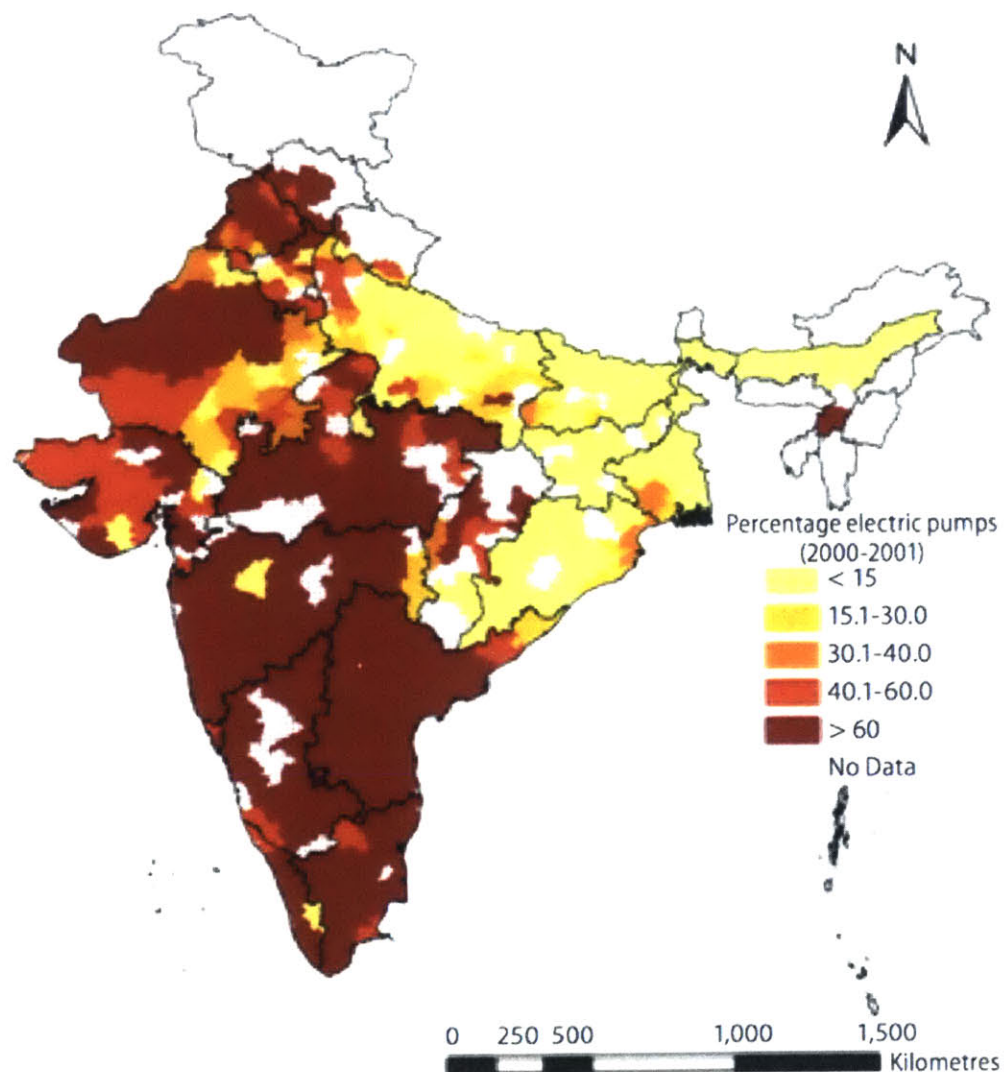 N
Percentage electric pumps
(2000-2001)
< 15
15.1-30.0
30.1-40.0
40.1-60.0
> 60
No Data
0 250 500 1,000 1,500
Kilometres